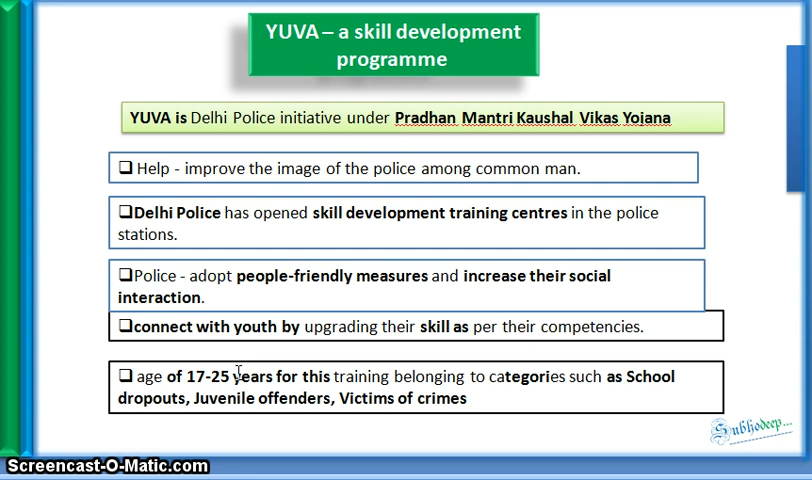 YUVA – a skill development
programme
YUVA is Delhi Police initiative under Pradhan Mantri Kaushal Vikas Yojana
❑ Help - improve the image of the police among common man.
❑Delhi Police has opened skill development training centres in the police
stations.
❑Police - adopt people-friendly measures and increase their social
interaction.
❑connect with youth by upgrading their skill as per their competencies.
❑ age of 17-25 years for this training belonging to categories such as School
dropouts, Juvenile offenders, Victims of crimes
Subhodeep...
Screencast-O-Matic.com